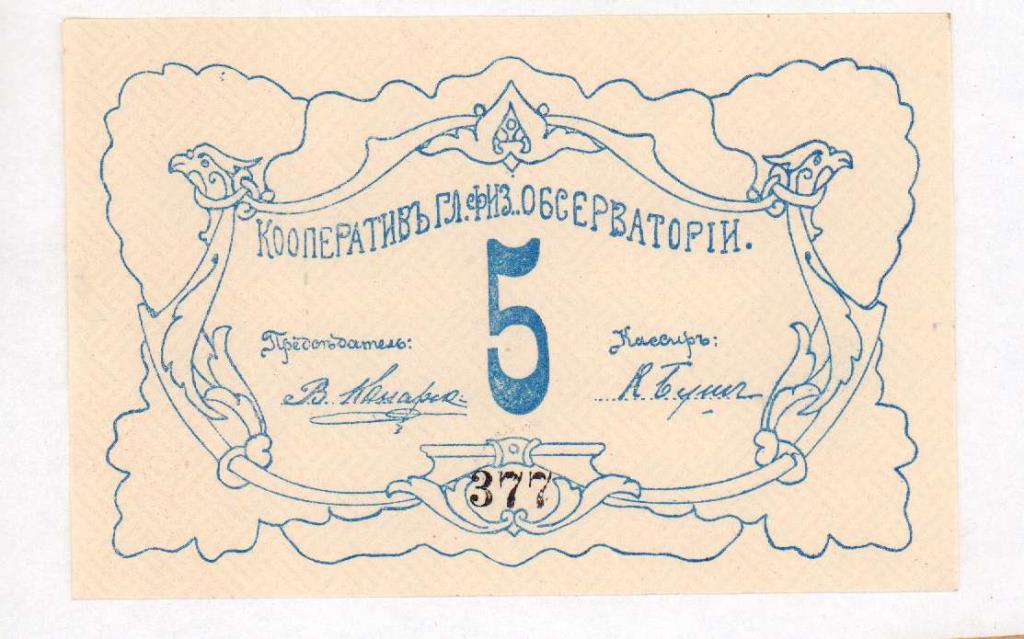 КООПЕРАТИВЪ ГЛ. ФИЗ. ОБСЕРВАТОРІИ.
5
Предсѣдатель:
Кассиръ:
377